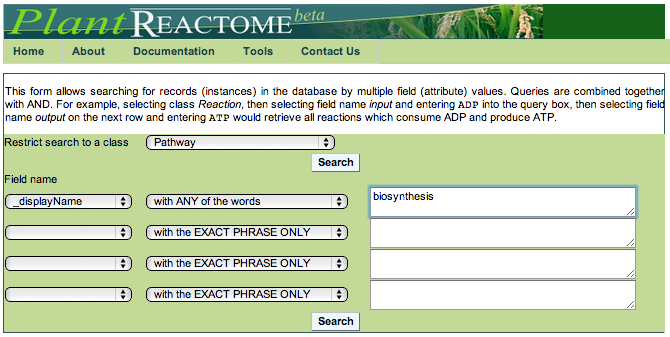 Plant REACTOME beta
Home About Documentation Tools Contact Us
This form allows searching for records (instances) in the database by multiple field (attribute) values. Queries are combined together
with AND. For example, selecting class Reaction, then selecting field name input and entering ADP into the query box, then selecting field
name output on the next row and entering ATP would retrieve all reactions which consume ADP and produce ATP.
Restrict search to a class Pathway
Search
Field name
_displayName with ANY of the words biosynthesis
with the EXACT PHRASE ONLY
with the EXACT PHRASE ONLY
with the EXACT PHRASE ONLY
Search